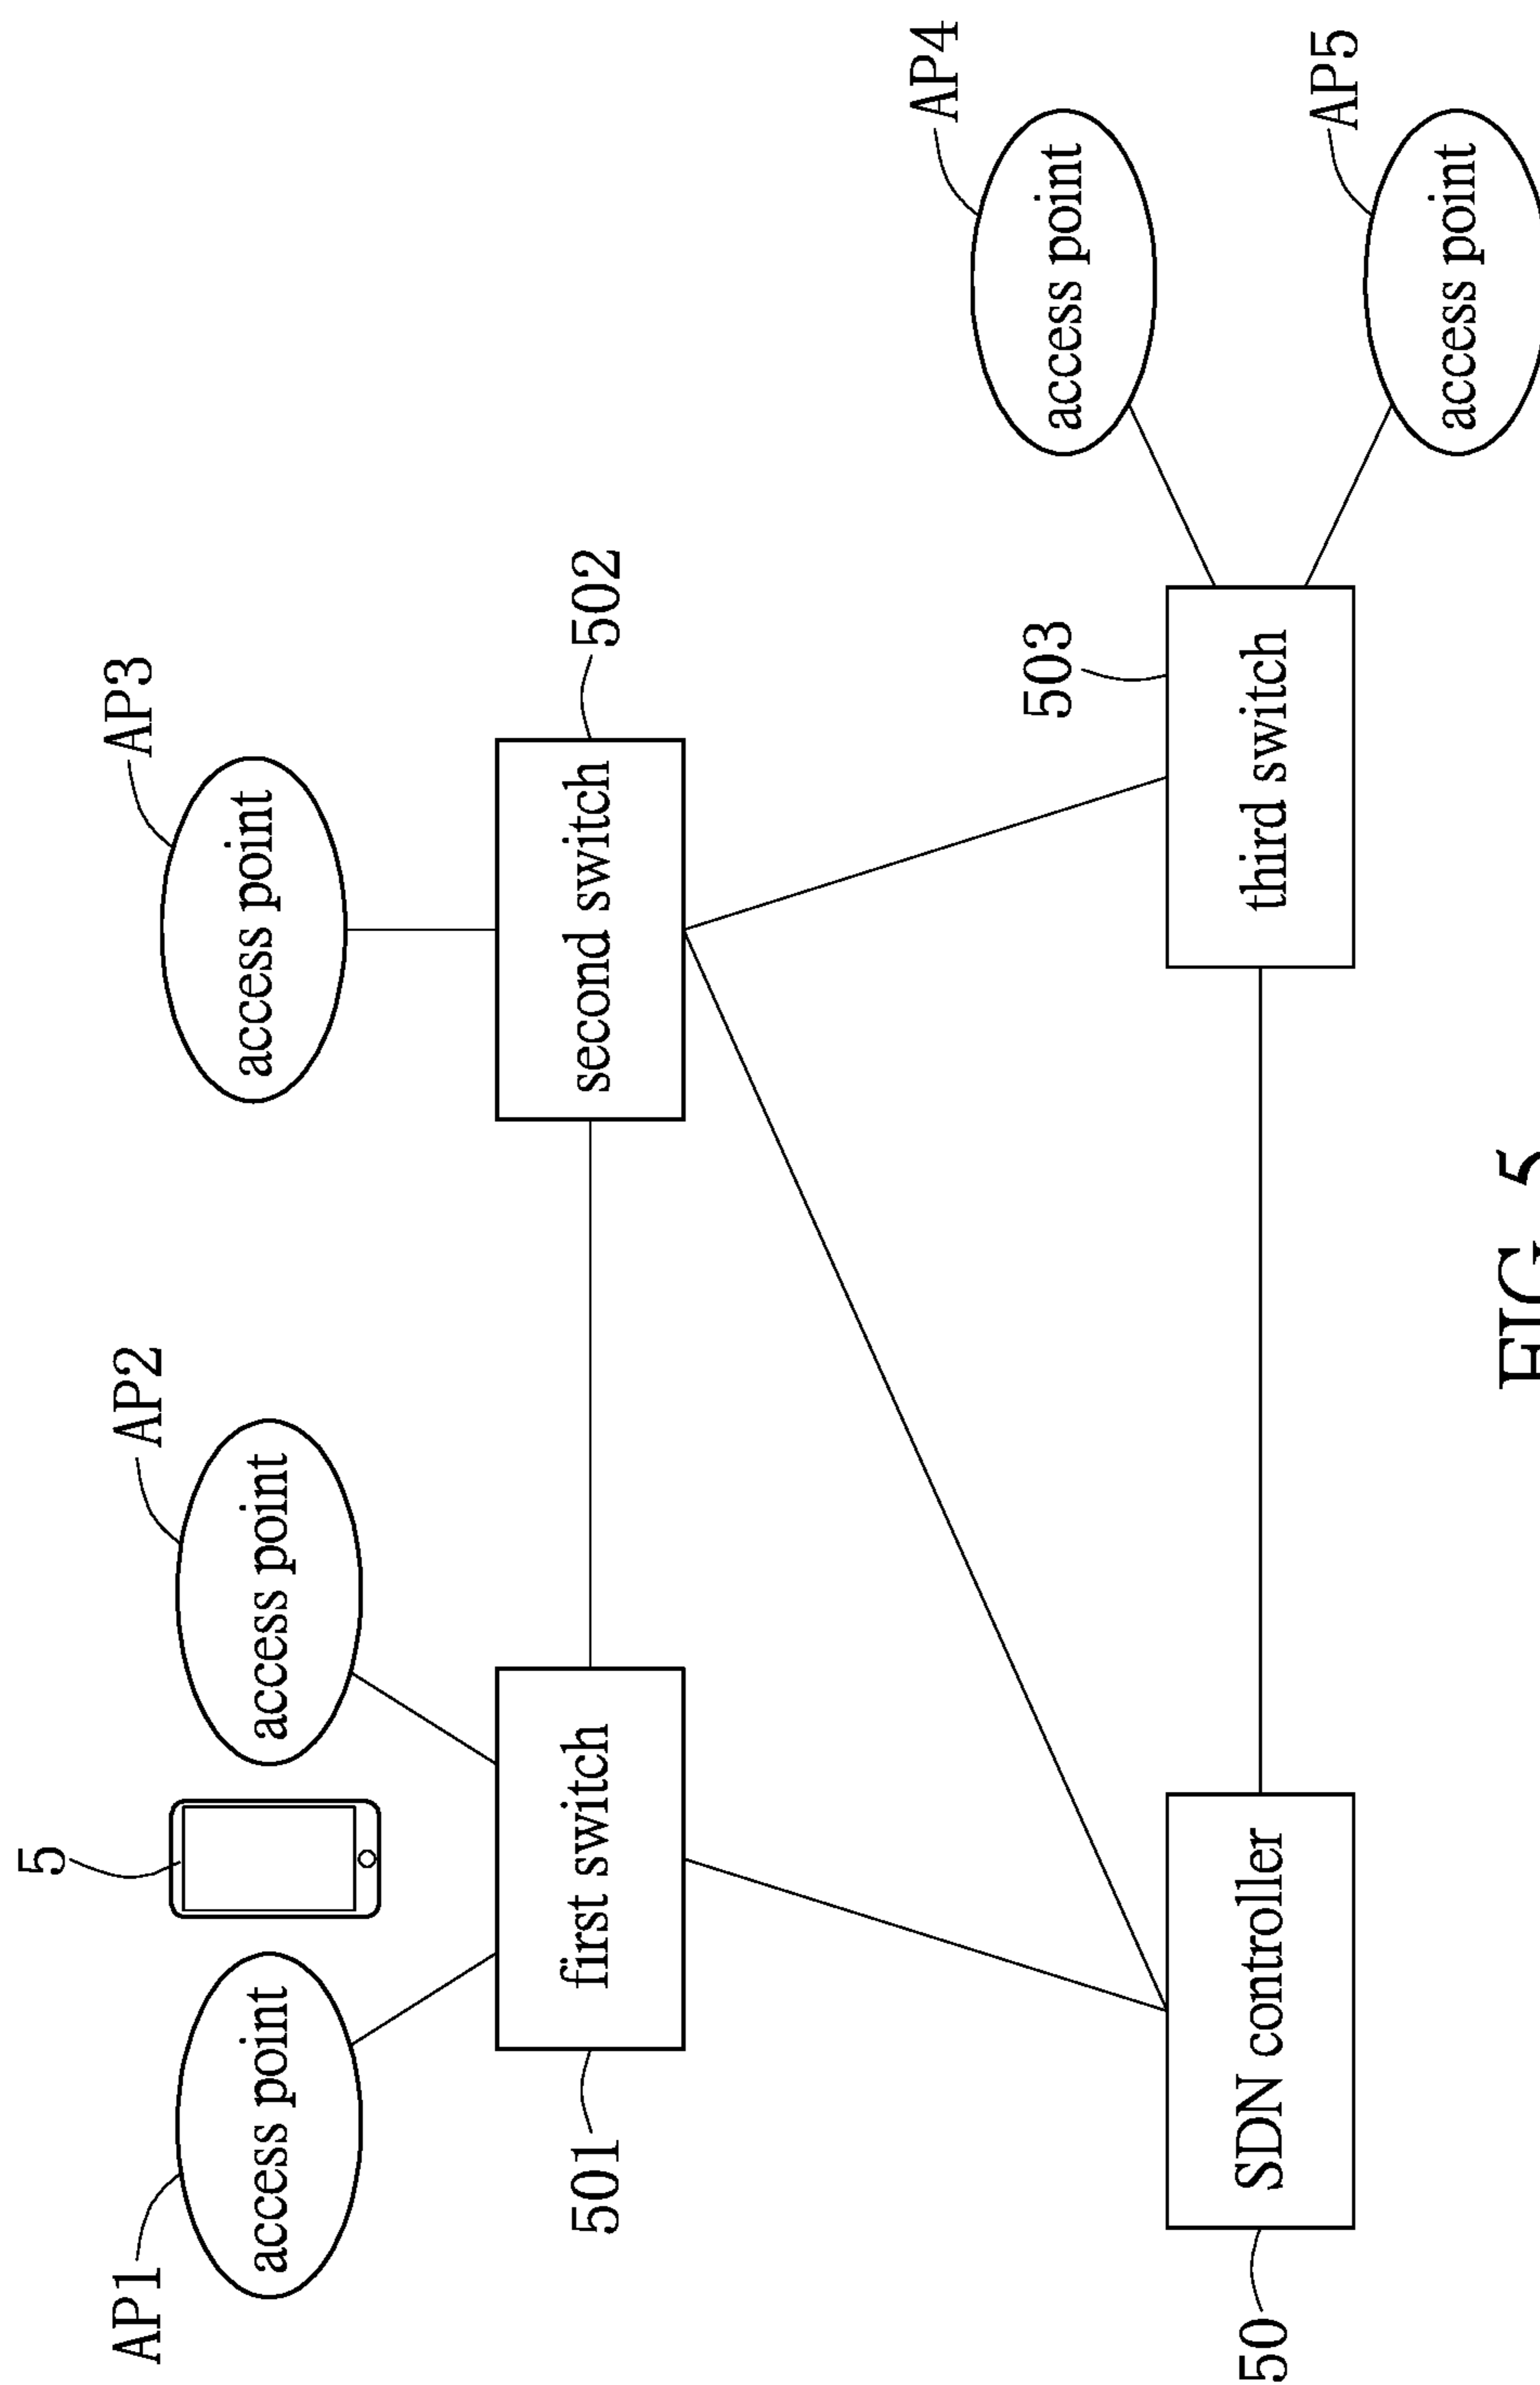 5
AP1
access point
AP2
access point
AP3
access point
501
first switch
second switch
502
AP4
access point
503
50
SDN controller
third switch
AP5
access point
FIG. 5